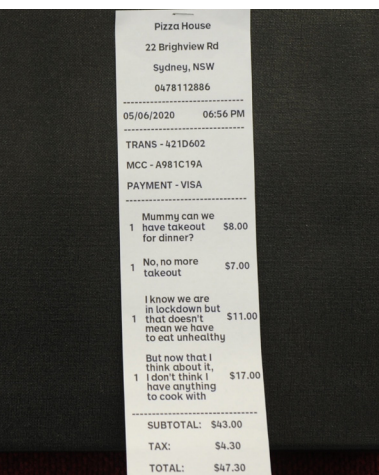 Pizza House
22 Brighview Rd
Sydney, NSW
0478112886
05/06/2020 06:56 PM
TRANS - 421D602
MCC - A981C19A
PAYMENT - VISA
Mummy can we
1 have takeout $8.00
for dinner?
1 No, no more $7.00
takeout
I know we are
in lockdown but
1 that doesn't $11.00
mean we have
to eat unhealthy
But now that I
think about it,
1 I don't think I $17.00
have anything
to cook with
SUBTOTAL: $43.00
TAX: $4.30
TOTAL: $47.30